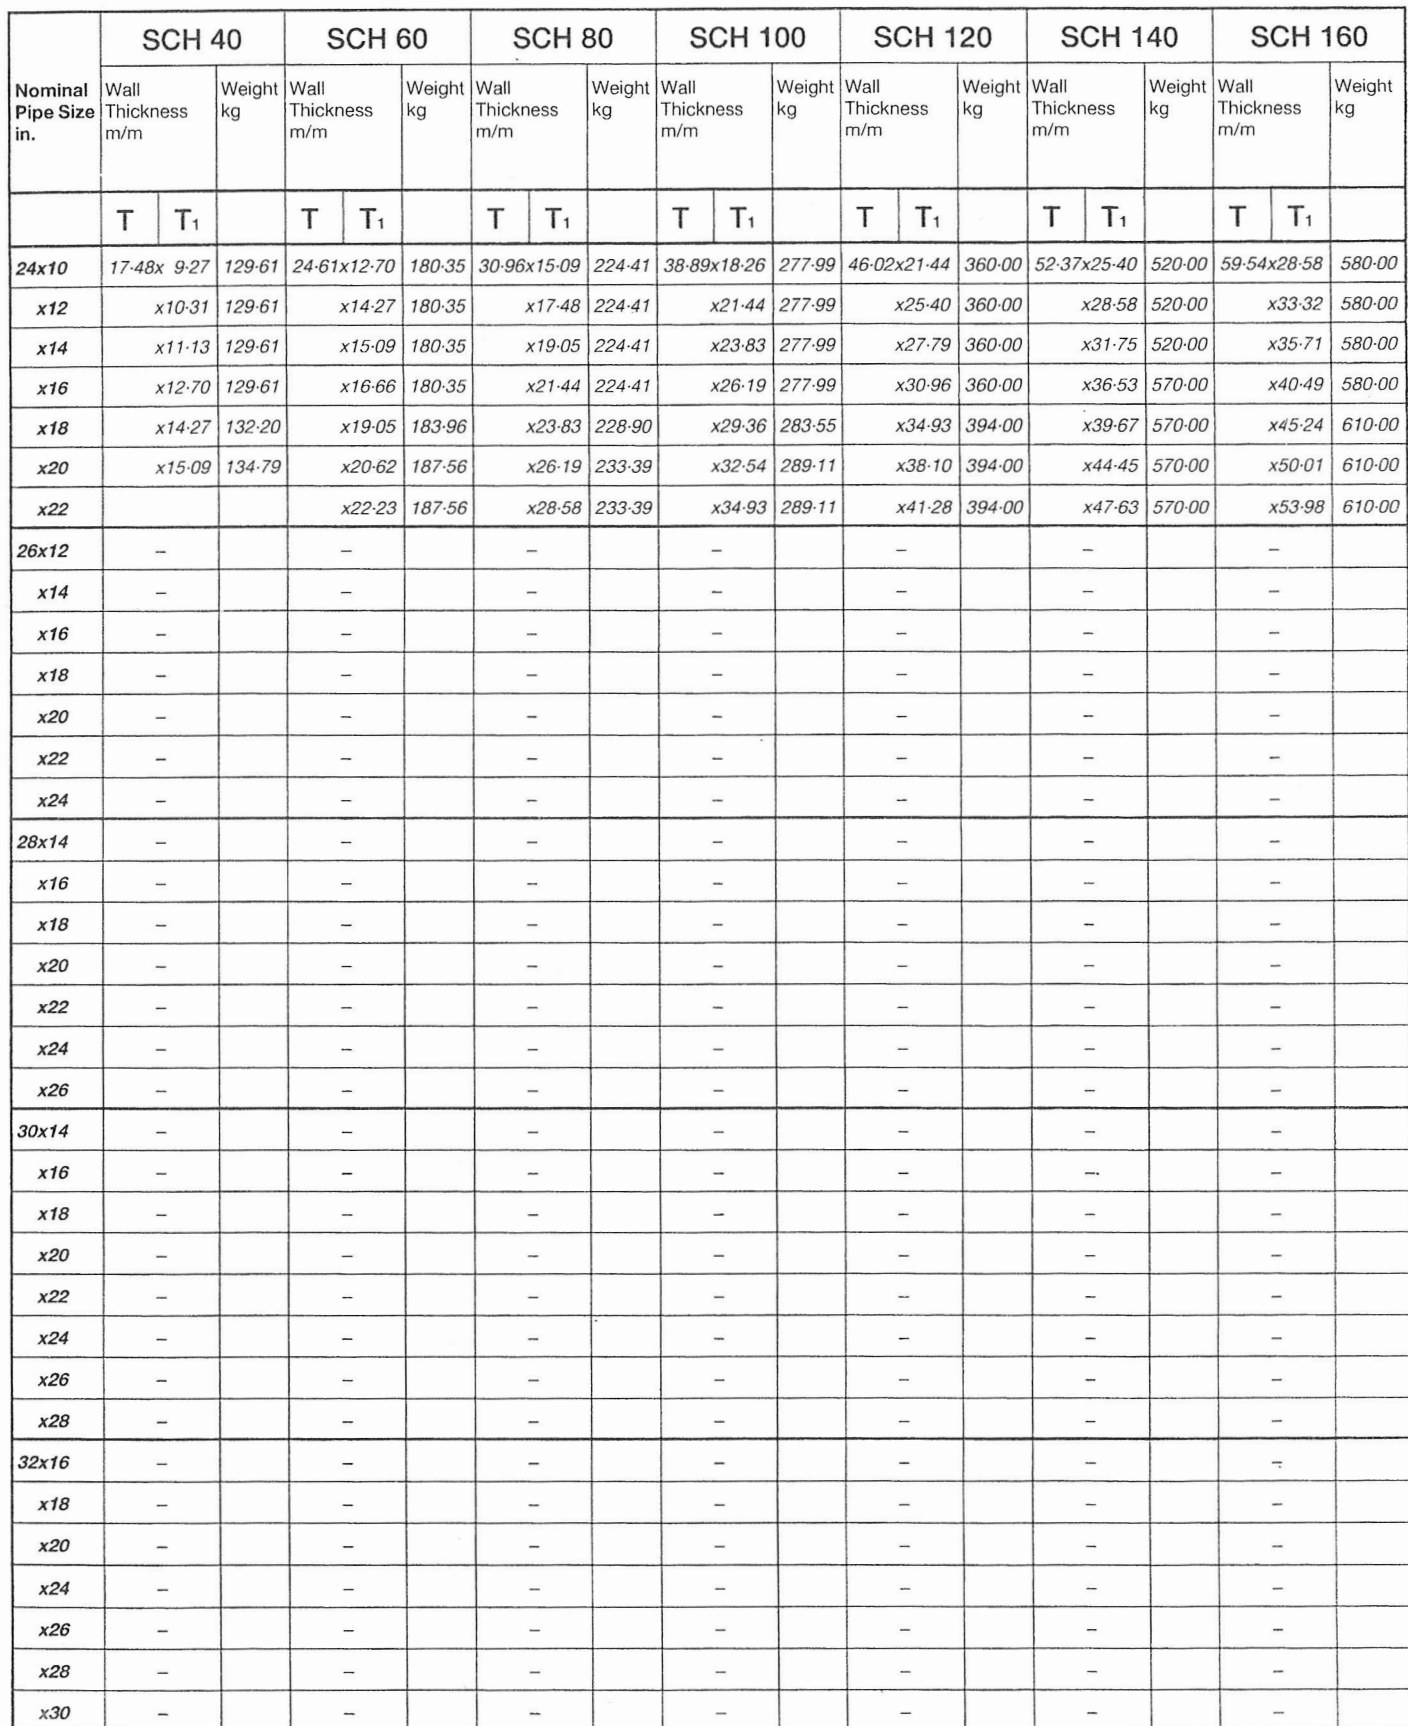 SCH 40 SCH 60 SCH 80 SCH 100 SCH 120 SCH 140 SCH 160
Nominal Pipe Size in. Wall Thickness m/m Weight kg Wall Thickness m/m Weight kg Wall Thickness m/m Weight kg Wall Thickness m/m Weight kg Wall Thickness m/m Weight kg Wall Thickness m/m Weight kg Wall Thickness m/m Weight kg
T T1 T T1 T T1 T T1 T T1 T T1 T T1
24x10 17·48x 9·27 129·61 24·61x12·70 180·35 30·96x15·09 224·41 38·89x18·26 277·99 46·02x21·44 360·00 52·37x25·40 520·00 59·54x28·58 580·00
x12 x10·31 129·61 x14·27 180·35 x17·48 224·41 x21·44 277·99 x25·40 360·00 x28·58 520·00 x33·32 580·00
x14 x11·13 129·61 x15·09 180·35 x19·05 224·41 x23·83 277·99 x27·79 360·00 x31·75 520·00 x35·71 580·00
x16 x12·70 129·61 x16·66 180·35 x21·44 224·41 x26·19 277·99 x30·96 360·00 x36·53 570·00 x40·49 580·00
x18 x14·27 132·20 x19·05 183·96 x23·83 228·90 x29·36 283·55 x34·93 394·00 x39·67 570·00 x45·24 610·00
x20 x15·09 134·79 x20·62 187·56 x26·19 233·39 x32·54 289·11 x38·10 394·00 x44·45 570·00 x50·01 610·00
x22 x22·23 187·56 x28·58 233·39 x34·93 289·11 x41·28 394·00 x47·63 570·00 x53·98 610·00
26x12 – – – – – – –
x14 – – – – – – –
x16 – – – – – – –
x18 – – – – – – –
x20 – – – – – – –
x22 – – – – – – –
x24 – – – – – – –
28x14 – – – – – – –
x16 – – – – – – –
x18 – – – – – – –
x20 – – – – – – –
x22 – – – – – – –
x24 – – – – – – –
x26 – – – – – – –
30x14 – – – – – – –
x16 – – – – – – –
x18 – – – – – – –
x20 – – – – – – –
x22 – – – – – – –
x24 – – – – – – –
x26 – – – – – – –
x28 – – – – – – –
32x16 – – – – – – –
x18 – – – – – – –
x20 – – – – – – –
x24 – – – – – – –
x26 – – – – – – –
x28 – – – – – – –
x30 – – – – – – –